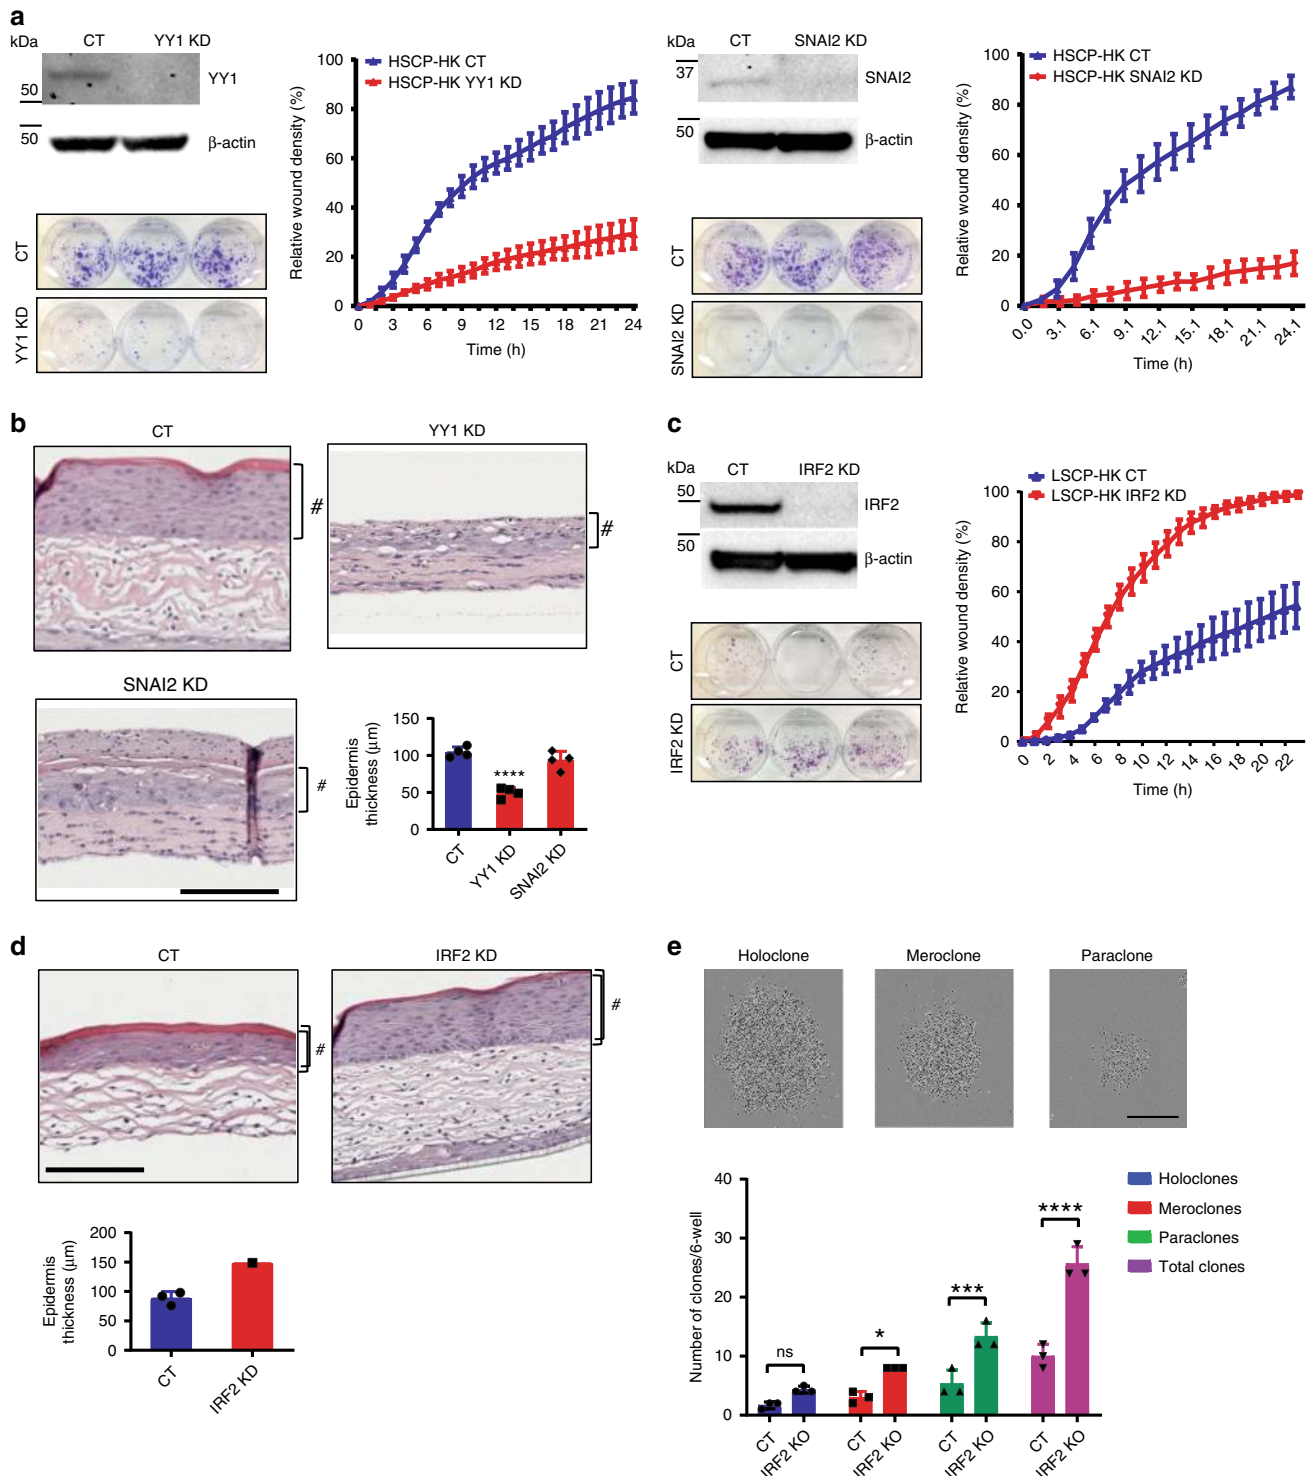 a
kDa CT YY1 KD
YY1
50
50
β-actin
CT
YY1 KD
HSCP-HK CT
HSCP-HK YY1 KD
Relative wound density (%)
100
80
60
40
20
0
0 3 6 9 12 15 18 21 24
Time (h)
kDa CT SNAI2 KD
37
SNAI2
50
β-actin
CT
SNAI2 KD
HSCP-HK CT
HSCP-HK SNAI2 KD
Relative wound density (%)
100
80
60
40
20
0
0.0 3.1 6.1 9.1 12.1 15.1 18.1 21.1 24.1
Time (h)
b
CT
#
YY1 KD
#
SNAI2 KD
#
Epidermis
thickness (μm)
150
100
50
0
****
CT YY1 KD SNAI2 KD
c
kDa CT IRF2 KD
50
IRF2
50
β-actin
CT
IRF2 KD
LSCP-HK CT
LSCP-HK IRF2 KD
Relative wound density (%)
100
80
60
40
20
0
0 2 4 6 8 10 12 14 16 18 20 22
Time (h)
d
CT
#
IRF2 KD
#
Epidermis
thickness (μm)
200
150
100
50
0
CT IRF2 KD
e
Holoclone Meroclone Paraclone
Number of clones/6-well
40
30
20
10
0
ns
*
***
****
Holoclones
Meroclones
Paraclones
Total clones
CT IRF2 KO CT IRF2 KO CT IRF2 KO CT IRF2 KO